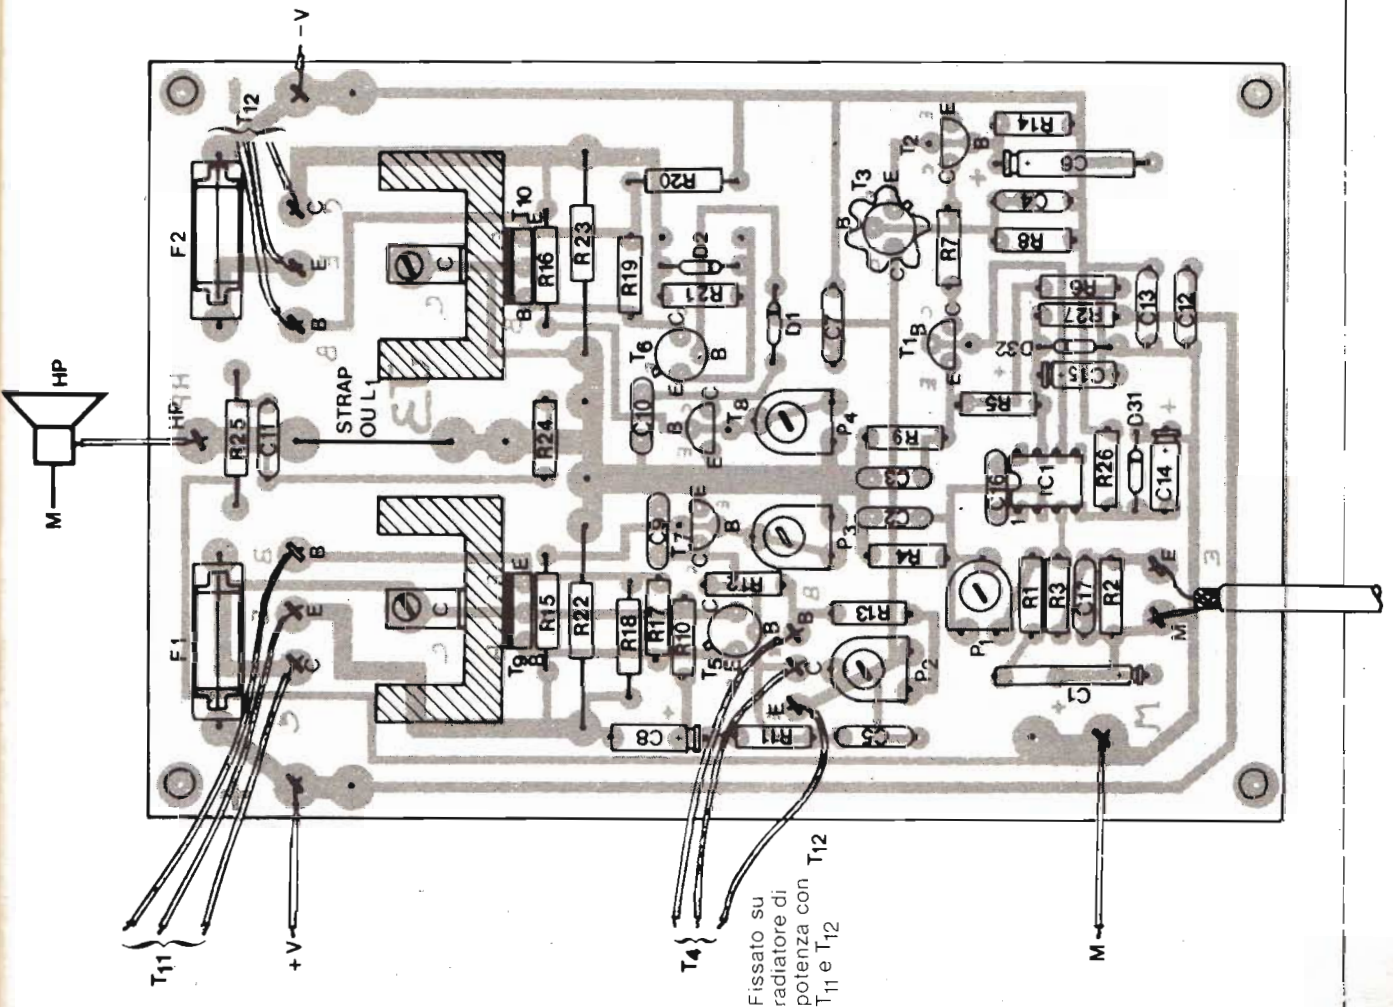 -V
T12
HP
M
F2
C
E
B
HP
R25
C11
STRAP
OU L1
C
T10
E
B
R16
R23
R24
R19
R20
D2
R21
T6
C
B
E
D1
C7
C10
B
C
E
T8
P4
T3
B
E
C
T2
E
B
C
R14
C6
C4
R8
R7
T1
B
C
E
R6
R27
C13
C12
D32
C15
R5
R9
C3
C2
R4
C16
IC1
1
R26
D31
C14
F1
B
E
C
C
T9
E
B
R15
R22
R18
R17
R10
C9
T7
E
B
C
P3
R12
T5
C
B
E
B
C
E
R13
P2
P1
R1
R3
C17
R2
E
M
C1
C8
R11
C5
M
T11
+V
T4
T12
Fissato su
radiatore di
potenza con
T11 e T12
M